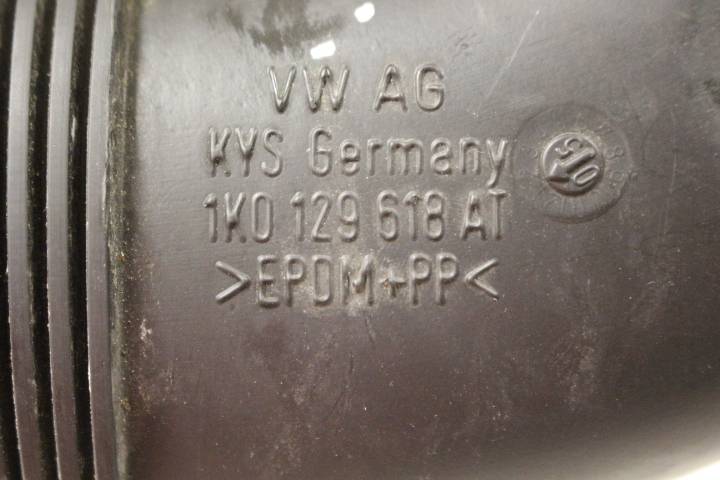 VW AG
KYS Germany
1K0 129 618 AT
>EPDM+PP<